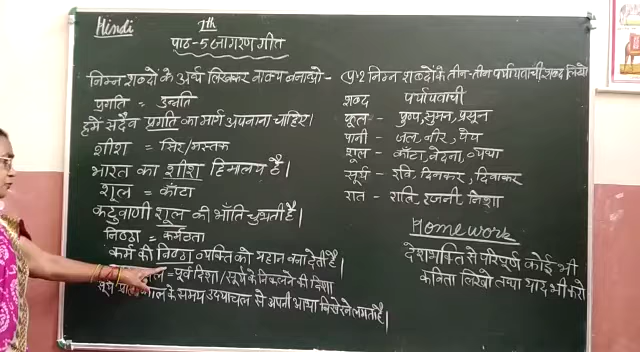 Hindi
7th
पाठ-5 जागरण गीत
निम्न शब्दों के अर्थ लिखकर वाक्य बनाओ-
प्रगति = उन्नति
हमें सदैव प्रगति का मार्ग अपनाना चाहिए।
शीश = सिर/मस्तक
भारत का शीश हिमालय है।
शूल = काँटा
कटुवाणी शूल की भाँति चुभती है।
निष्ठा = कर्मठता
कर्म की निष्ठा व्यक्ति को महान बना देती है।
= पूर्व दिशा/सूर्य के निकलने की दिशा
सूर्य प्रातःकाल के समय उदयाचल से अपनी आभा बिखेरने लगता है।
प्र.2 निम्न शब्दों के तीन-तीन पर्यायवाची शब्द लिखो
शब्द पर्यायवाची
फूल - पुष्प, सुमन, प्रसून
पानी - जल, नीर, पेय
शूल - काँटा, वेदना, व्यथा
सूर्य - रवि, दिनकर, दिवाकर
रात - रात्रि, रजनी, निशा
Homework
देशभक्ति से परिपूर्ण कोई भी
कविता लिखो तथा याद भी करो